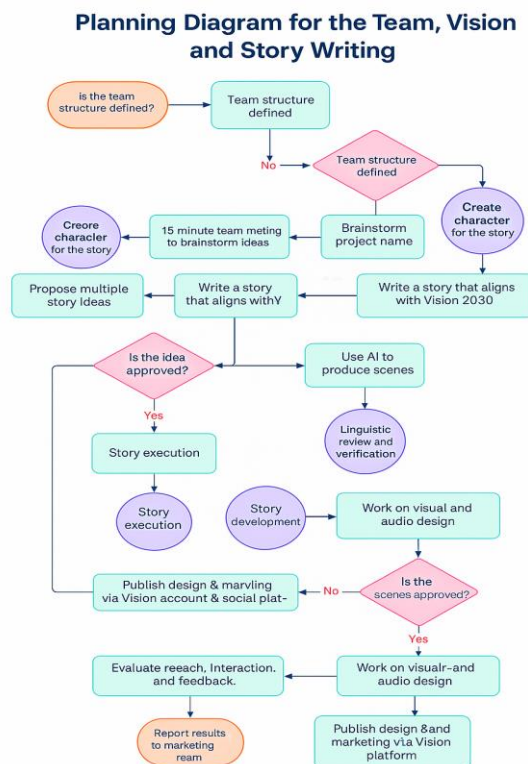 Planning Diagram for the Team, Vision
and Story Writing
is the team
structure defined?
Team structure
defined
No
Team structure
defined
Create
character
for the story
Creore
characler
for the story
15 minute team meting
to brainstorm ideas
Brainstorm
project name
Propose multiple
story Ideas
Write a story
that aligns withY
Write a story that aligns
with Vision 2030
Is the idea
approved?
Use AI to
produce scenes
Yes
Linguistic
review and
verification
Story execution
Story
execution
Story
development
Work on visual and
audio design
Publish design & marvling
via Vision account & social plat-
No
Is the
scenes approved?
Yes
Evaluate reeach, Interaction.
and feedback.
Work on visualr-and
audio design
Report results
to marketing
ream
Publish design &and
marketing via Vision
platform